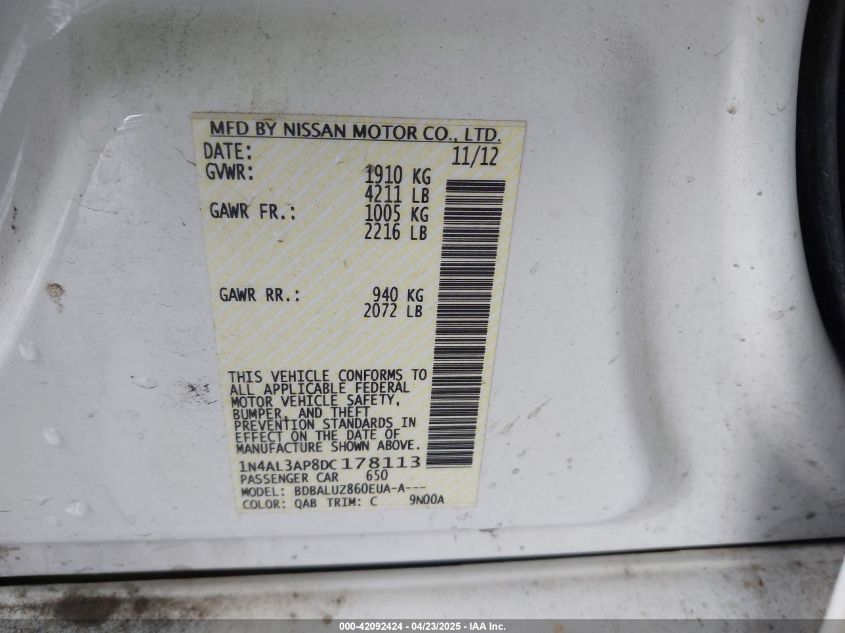 MFD BY NISSAN MOTOR CO., LTD.
DATE: 11/12
GVWR: 1910 KG
4211 LB
GAWR FR.: 1005 KG
2216 LB
GAWR RR.: 940 KG
2072 LB
THIS VEHICLE CONFORMS TO
ALL APPLICABLE FEDERAL
MOTOR VEHICLE SAFETY,
BUMPER, AND THEFT
PREVENTION STANDARDS IN
EFFECT ON THE DATE OF
MANUFACTURE SHOWN ABOVE.
1N4AL3AP8DC178113
PASSENGER CAR 650
MODEL: BDBALUZ860EUA-A---
COLOR: QAB TRIM: C 9N00A
000-42092424 - 04/23/2025 - IAA Inc.